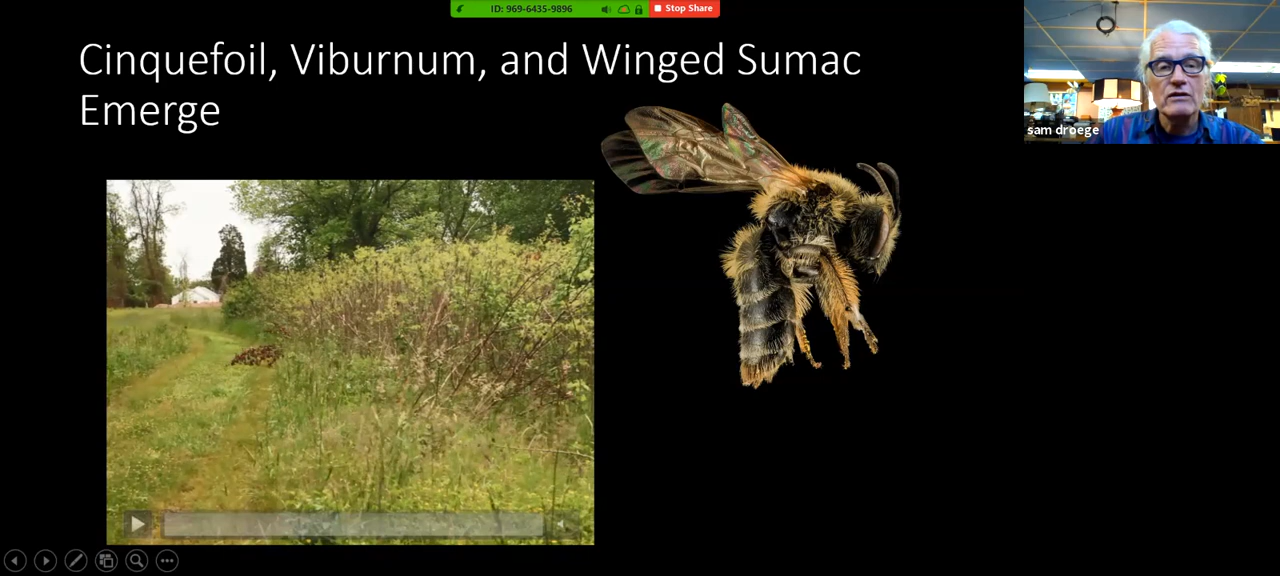 ID: 969-6435-9896
Stop Share
Cinquefoil, Viburnum, and Winged Sumac
Emerge
sam droege